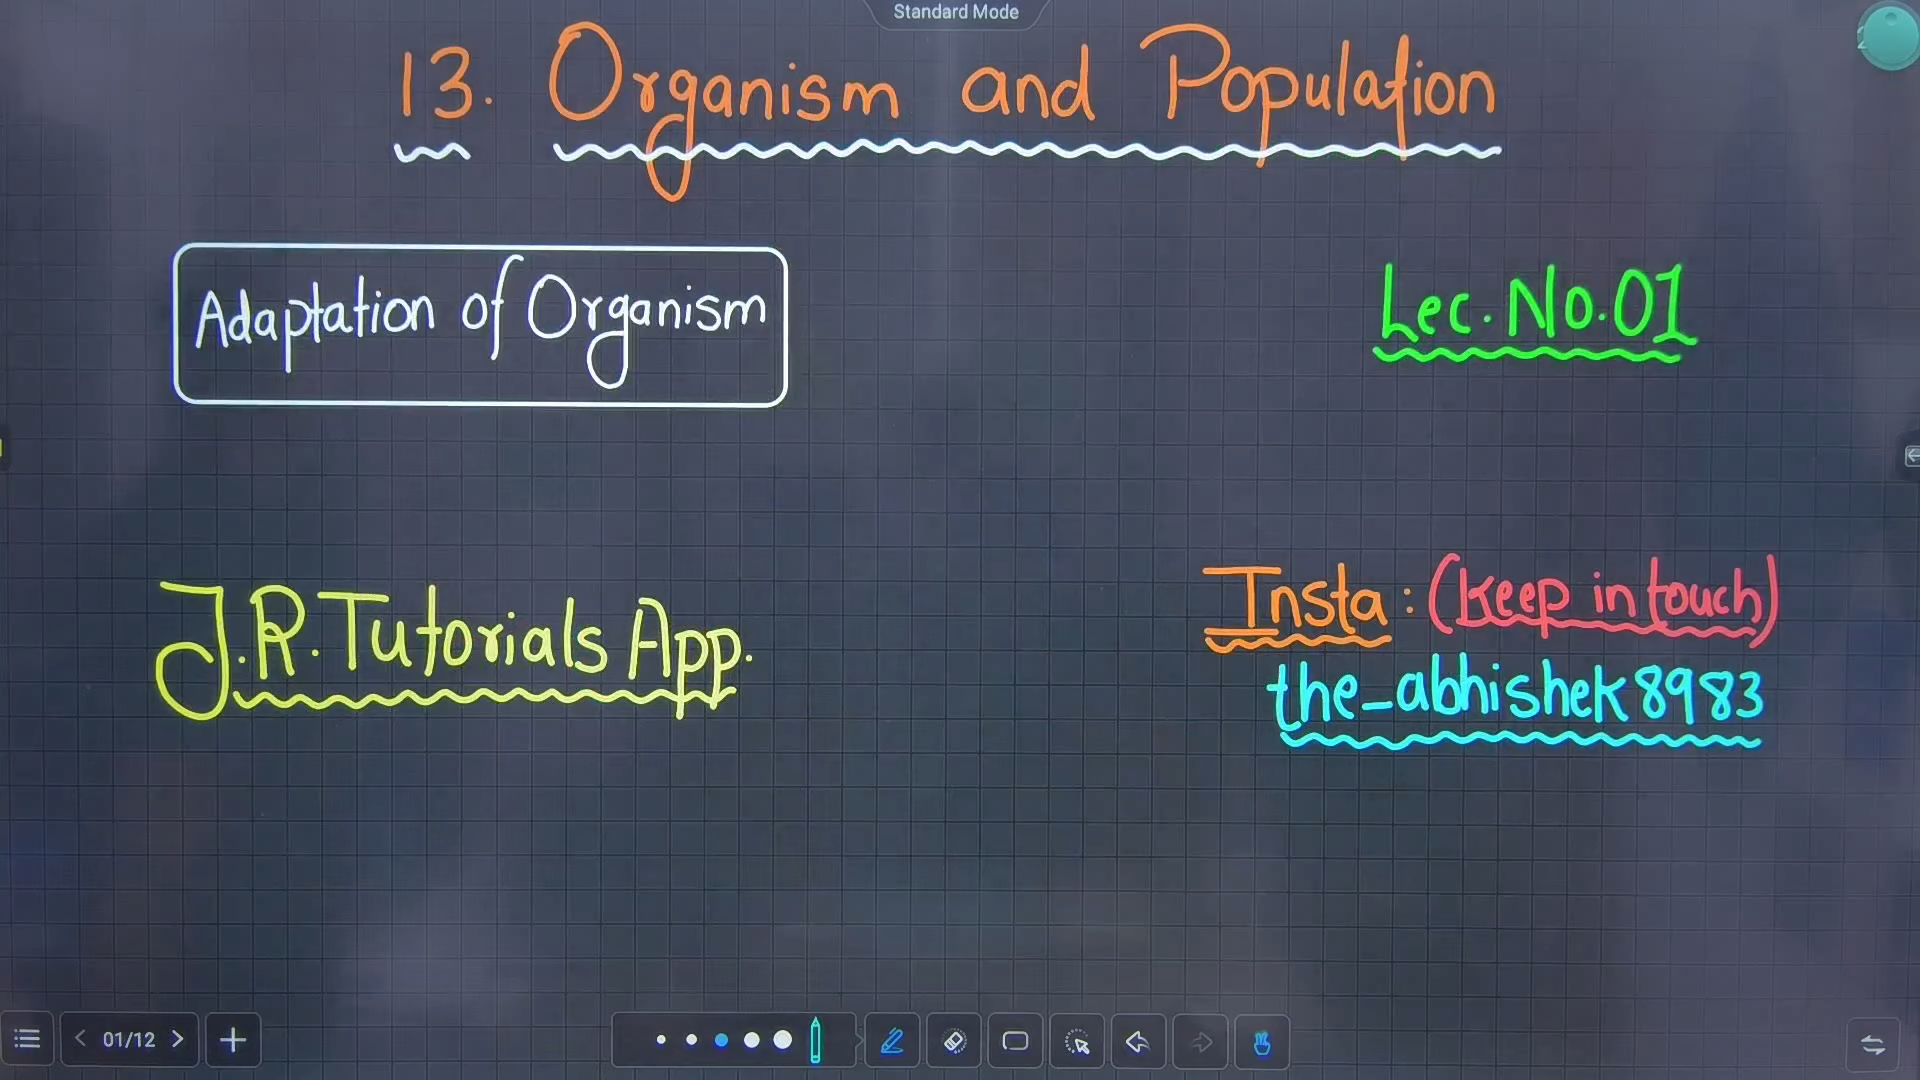 Standard Mode
13. Organism and Population
Adaptation of Organism
Lec. No. 01
J.R. Tutorials App.
Insta : (keep in touch)
the_abhishek8983
01/12